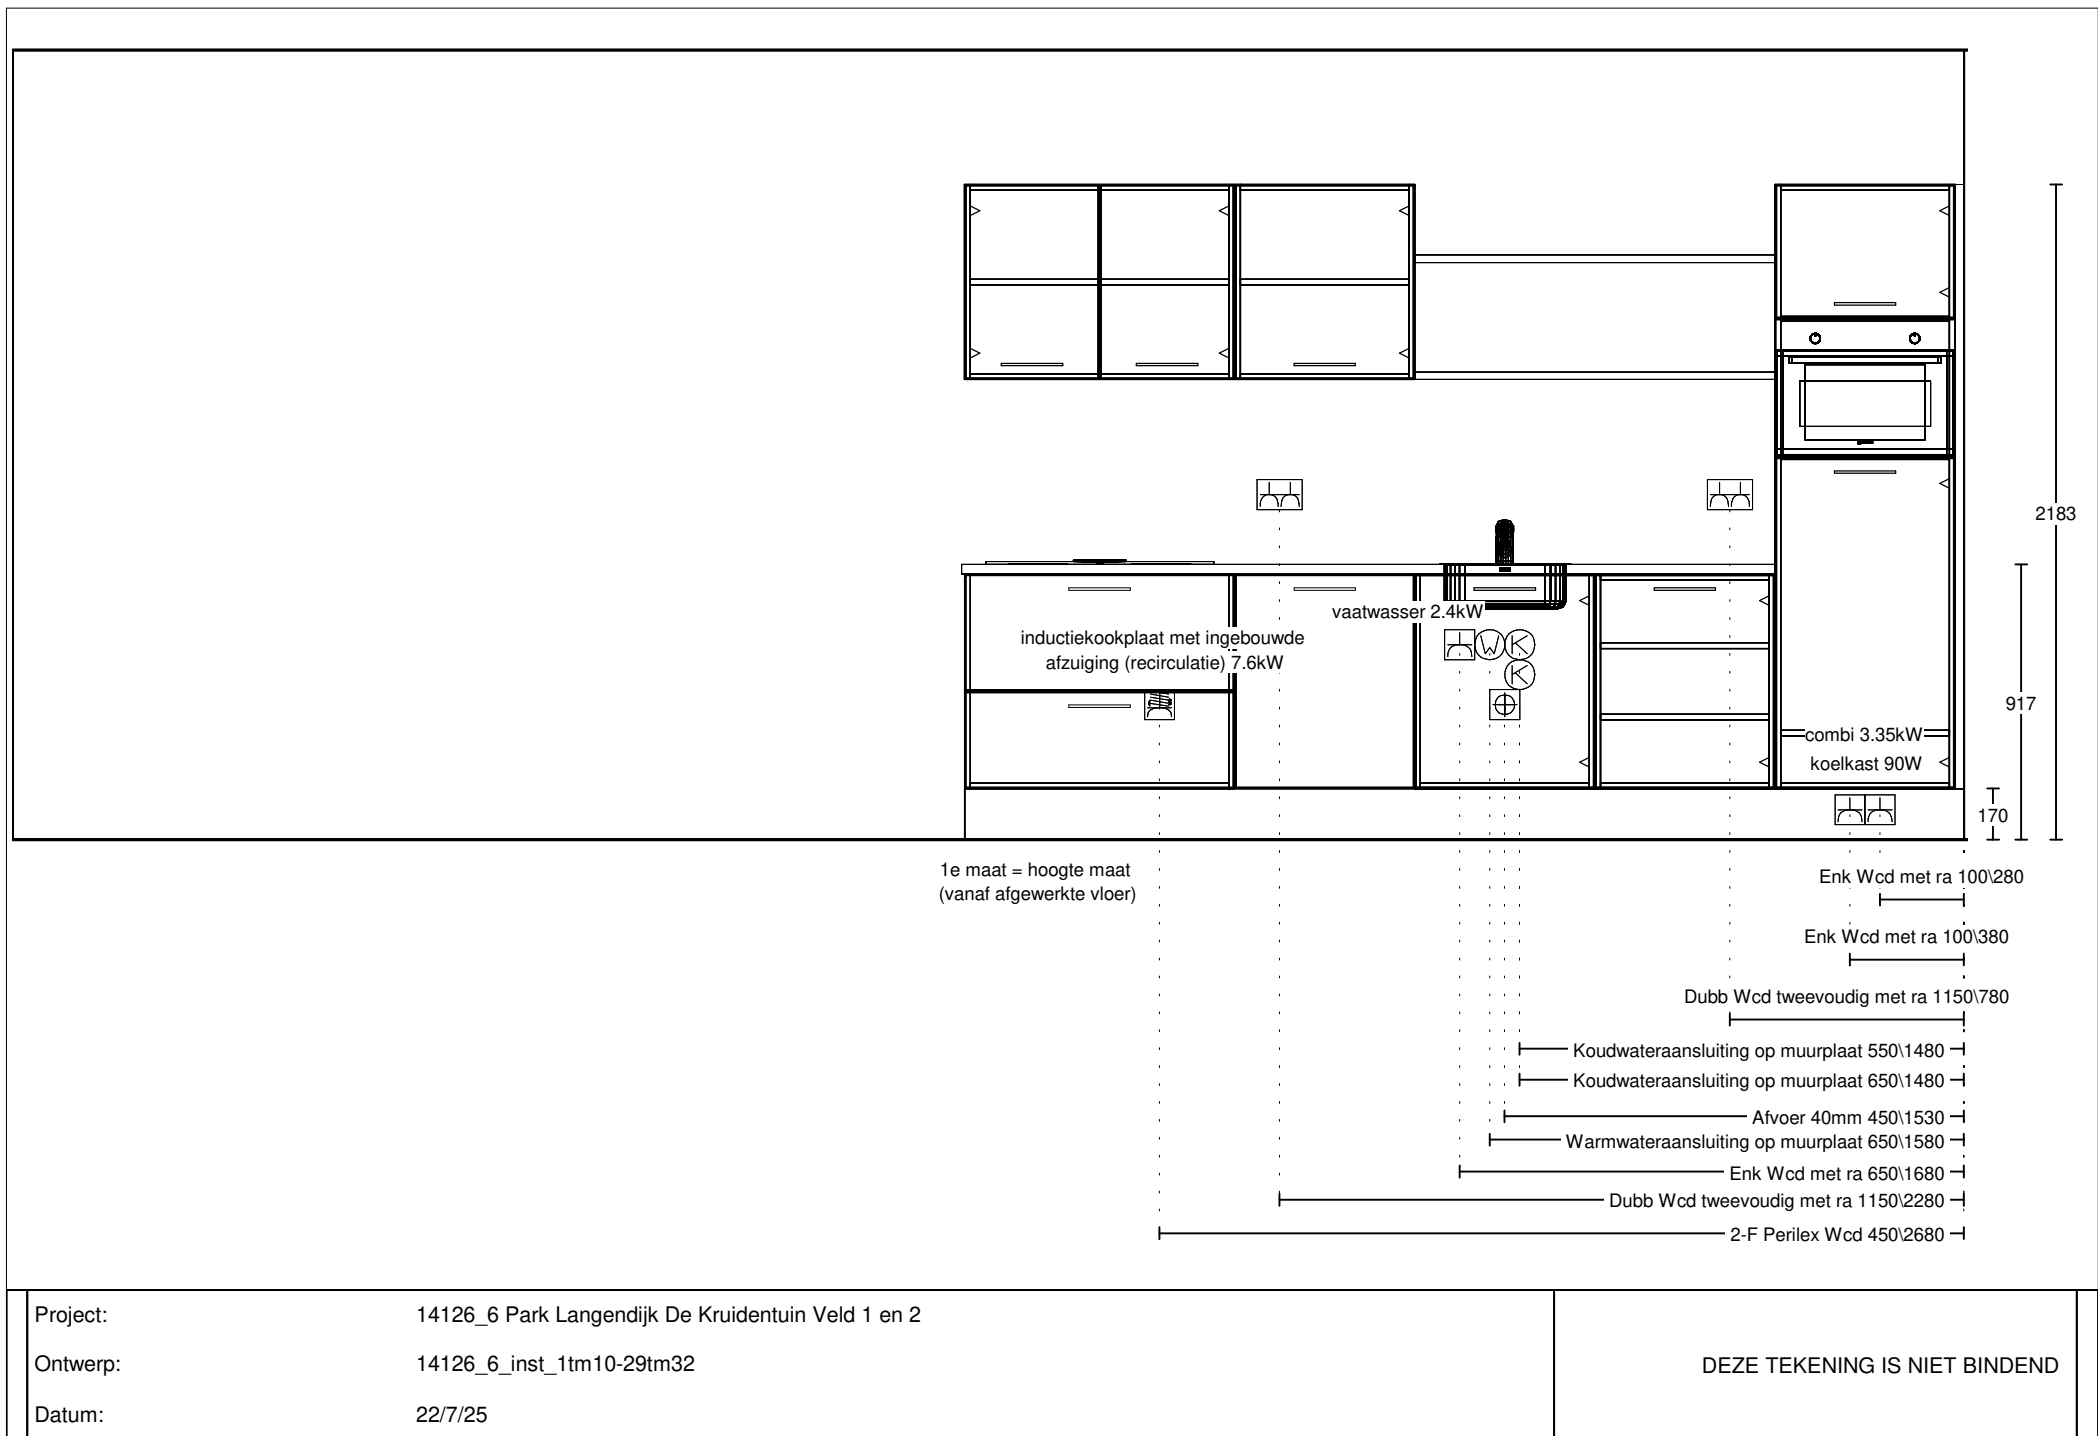 2183
vaatwasser 2.4kW
inductiekookplaat met ingebouwde
afzuiging (recirculatie) 7.6kW
W
K
K
917
combi 3.35kW
koelkast 90W
170
1e maat = hoogte maat
(vanaf afgewerkte vloer)
Enk Wcd met ra 100\280
Enk Wcd met ra 100\380
Dubb Wcd tweevoudig met ra 1150\780
Koudwateraansluiting op muurplaat 550\1480
Koudwateraansluiting op muurplaat 650\1480
Afvoer 40mm 450\1530
Warmwateraansluiting op muurplaat 650\1580
Enk Wcd met ra 650\1680
Dubb Wcd tweevoudig met ra 1150\2280
2-F Perilex Wcd 450\2680
Project: 14126_6 Park Langendijk De Kruidentuin Veld 1 en 2
Ontwerp: 14126_6_inst_1tm10-29tm32
DEZE TEKENING IS NIET BINDEND
Datum: 22/7/25